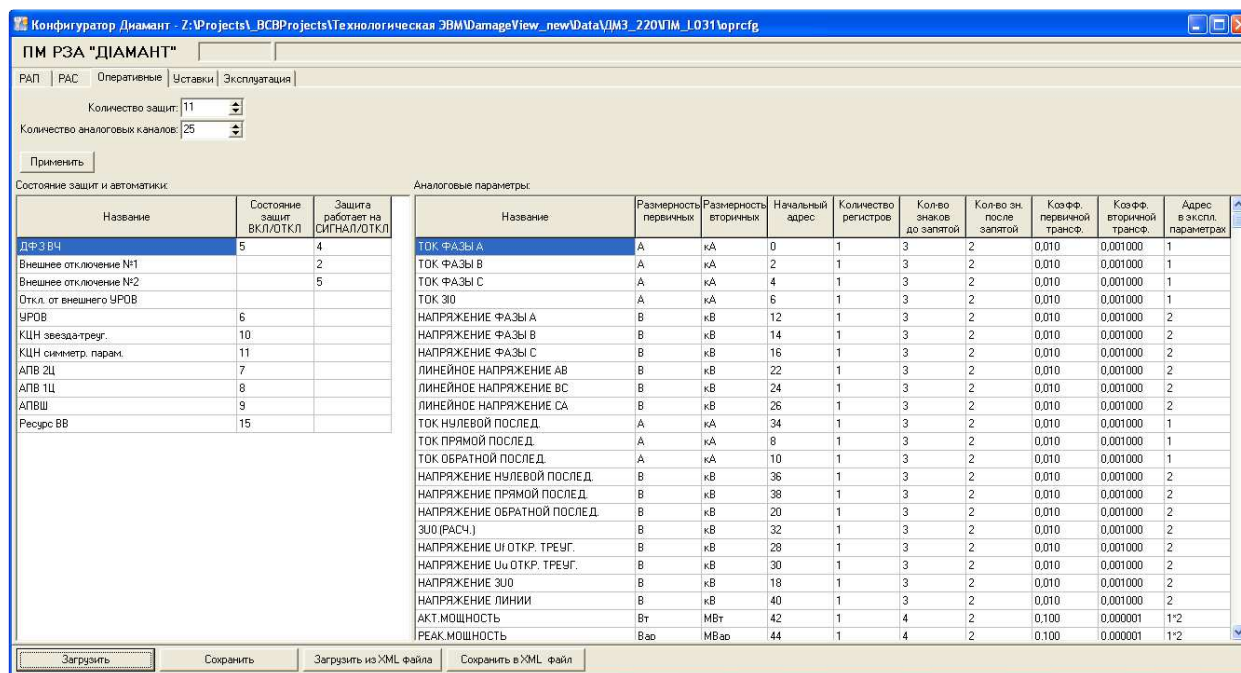 Конфигуратор Диамант - Z:\Projects\_BCBProjects\Технологическая ЭВМ\DamageView_new\Data\ДМЗ_220\ПМ_L031\oprcfg
ПМ РЗА "ДІАМАНТ"
РАП РАС Оперативные Уставки Эксплуатация
Количество защит: 11
Количество аналоговых каналов: 25
Применить
Состояние защит и автоматики:
Название Состояние защит ВКЛ/ОТКЛ Защита работает на СИГНАЛ/ОТКЛ
ДФЗ ВЧ 5 4
Внешнее отключение №1 2
Внешнее отключение №2 5
Откл. от внешнего УРОВ
УРОВ 6
КЦН звезда-треуг. 10
КЦН симметр. парам. 11
АПВ 2Ц 7
АПВ 1Ц 8
АПВШ 9
Ресурс ВВ 15
Аналоговые параметры:
Название Размерность первичных Размерность вторичных Начальный адрес Количество регистров Кол-во знаков до запятой Кол-во зн. после запятой Коэфф. первичной трансф. Коэфф. вторичной трансф. Адрес в экспл. параметрах
ТОК ФАЗЫ А А кА 0 1 3 2 0,010 0,001000 1
ТОК ФАЗЫ В А кА 2 1 3 2 0,010 0,001000 1
ТОК ФАЗЫ С А кА 4 1 3 2 0,010 0,001000 1
ТОК 3I0 А кА 6 1 3 2 0,010 0,001000 1
НАПРЯЖЕНИЕ ФАЗЫ А В кВ 12 1 3 2 0,010 0,001000 2
НАПРЯЖЕНИЕ ФАЗЫ В В кВ 14 1 3 2 0,010 0,001000 2
НАПРЯЖЕНИЕ ФАЗЫ С В кВ 16 1 3 2 0,010 0,001000 2
ЛИНЕЙНОЕ НАПРЯЖЕНИЕ АВ В кВ 22 1 3 2 0,010 0,001000 2
ЛИНЕЙНОЕ НАПРЯЖЕНИЕ ВС В кВ 24 1 3 2 0,010 0,001000 2
ЛИНЕЙНОЕ НАПРЯЖЕНИЕ СА В кВ 26 1 3 2 0,010 0,001000 2
ТОК НУЛЕВОЙ ПОСЛЕД. А кА 34 1 3 2 0,010 0,001000 1
ТОК ПРЯМОЙ ПОСЛЕД. А кА 8 1 3 2 0,010 0,001000 1
ТОК ОБРАТНОЙ ПОСЛЕД. А кА 10 1 3 2 0,010 0,001000 1
НАПРЯЖЕНИЕ НУЛЕВОЙ ПОСЛЕД. В кВ 36 1 3 2 0,010 0,001000 2
НАПРЯЖЕНИЕ ПРЯМОЙ ПОСЛЕД. В кВ 38 1 3 2 0,010 0,001000 2
НАПРЯЖЕНИЕ ОБРАТНОЙ ПОСЛЕД. В кВ 20 1 3 2 0,010 0,001000 2
3U0 (РАСЧ.) В кВ 32 1 3 2 0,010 0,001000 2
НАПРЯЖЕНИЕ Uf ОТКР. ТРЕУГ. В кВ 28 1 3 2 0,010 0,001000 2
НАПРЯЖЕНИЕ Uu ОТКР. ТРЕУГ. В кВ 30 1 3 2 0,010 0,001000 2
НАПРЯЖЕНИЕ 3U0 В кВ 18 1 3 2 0,010 0,001000 2
НАПРЯЖЕНИЕ ЛИНИИ В кВ 40 1 3 2 0,010 0,001000 2
АКТ.МОЩНОСТЬ Вт МВт 42 1 4 2 0,100 0,000001 1*2
РЕАК.МОЩНОСТЬ Вар МВар 44 1 4 2 0,100 0,000001 1*2
Загрузить Сохранить Загрузить из XML файла Сохранить в XML файл